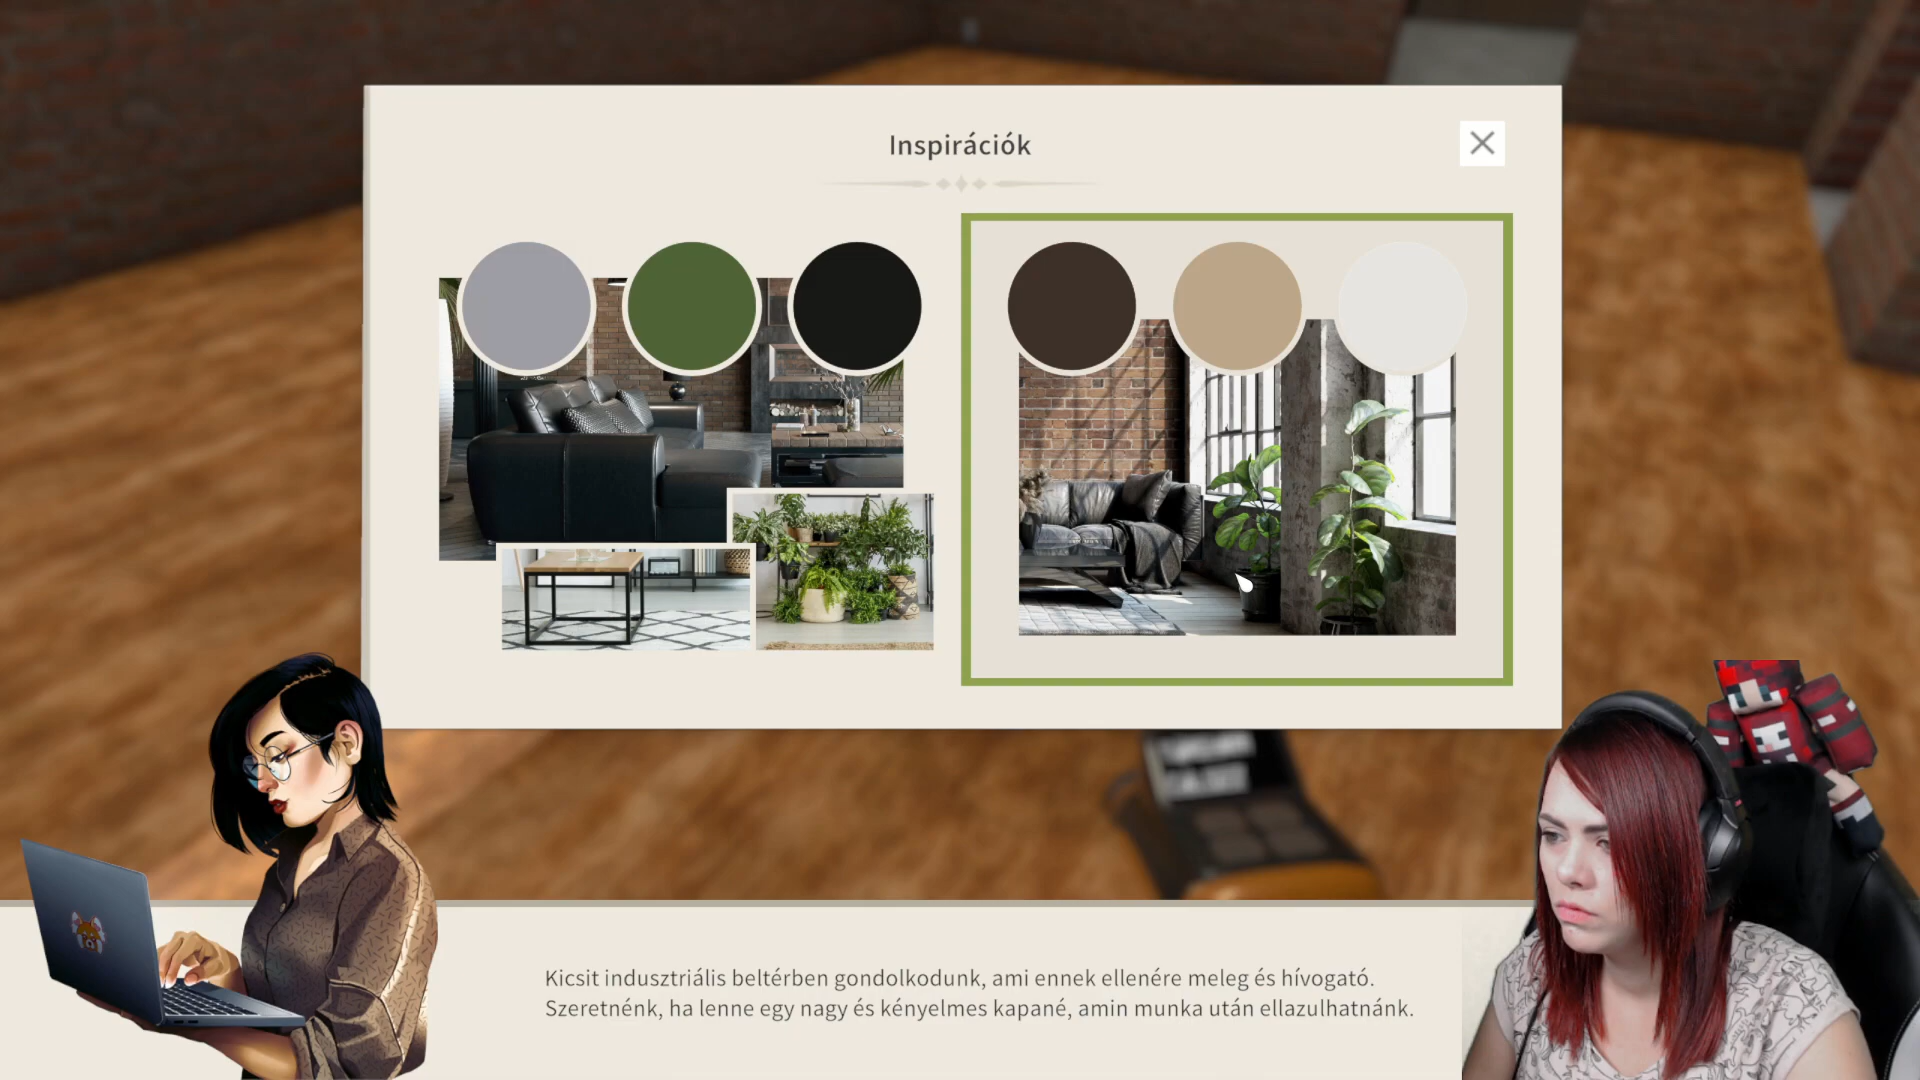 Inspirációk
Kicsit indusztriális beltérben gondolkodunk, ami ennek ellenére meleg és hívogató.
Szeretnénk, ha lenne egy nagy és kényelmes kapané, amin munka után ellazulhatnánk.